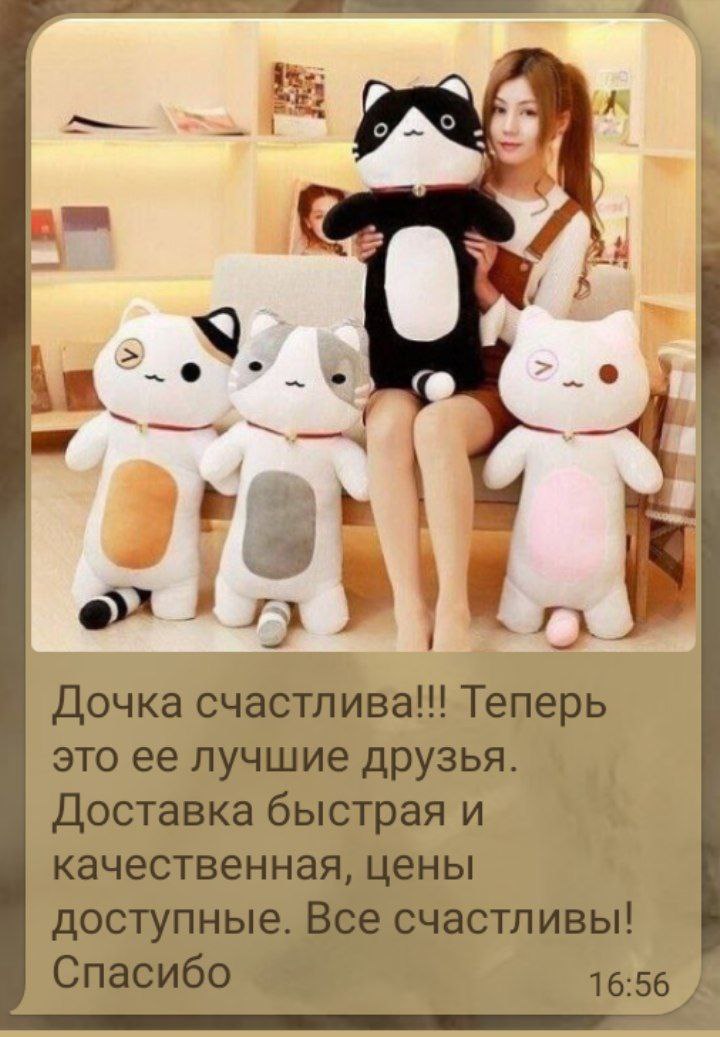 Дочка счастлива!!! Теперь
это ее лучшие друзья.
Доставка быстрая и
качественная, цены
доступные. Все счастливы!
Спасибо
16:56